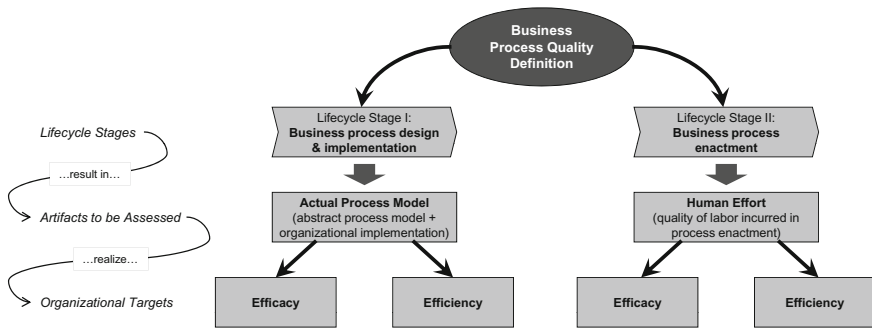 Business
Process Quality
Definition
Lifecycle Stages
…result in…
Artifacts to be Assessed
…realize…
Organizational Targets
Lifecycle Stage I:
Business process design
& implementation
Lifecycle Stage II:
Business process
enactment
Actual Process Model
(abstract process model +
organizational implementation)
Human Effort
(quality of labor incurred in
process enactment)
Efficacy
Efficiency
Efficacy
Efficiency